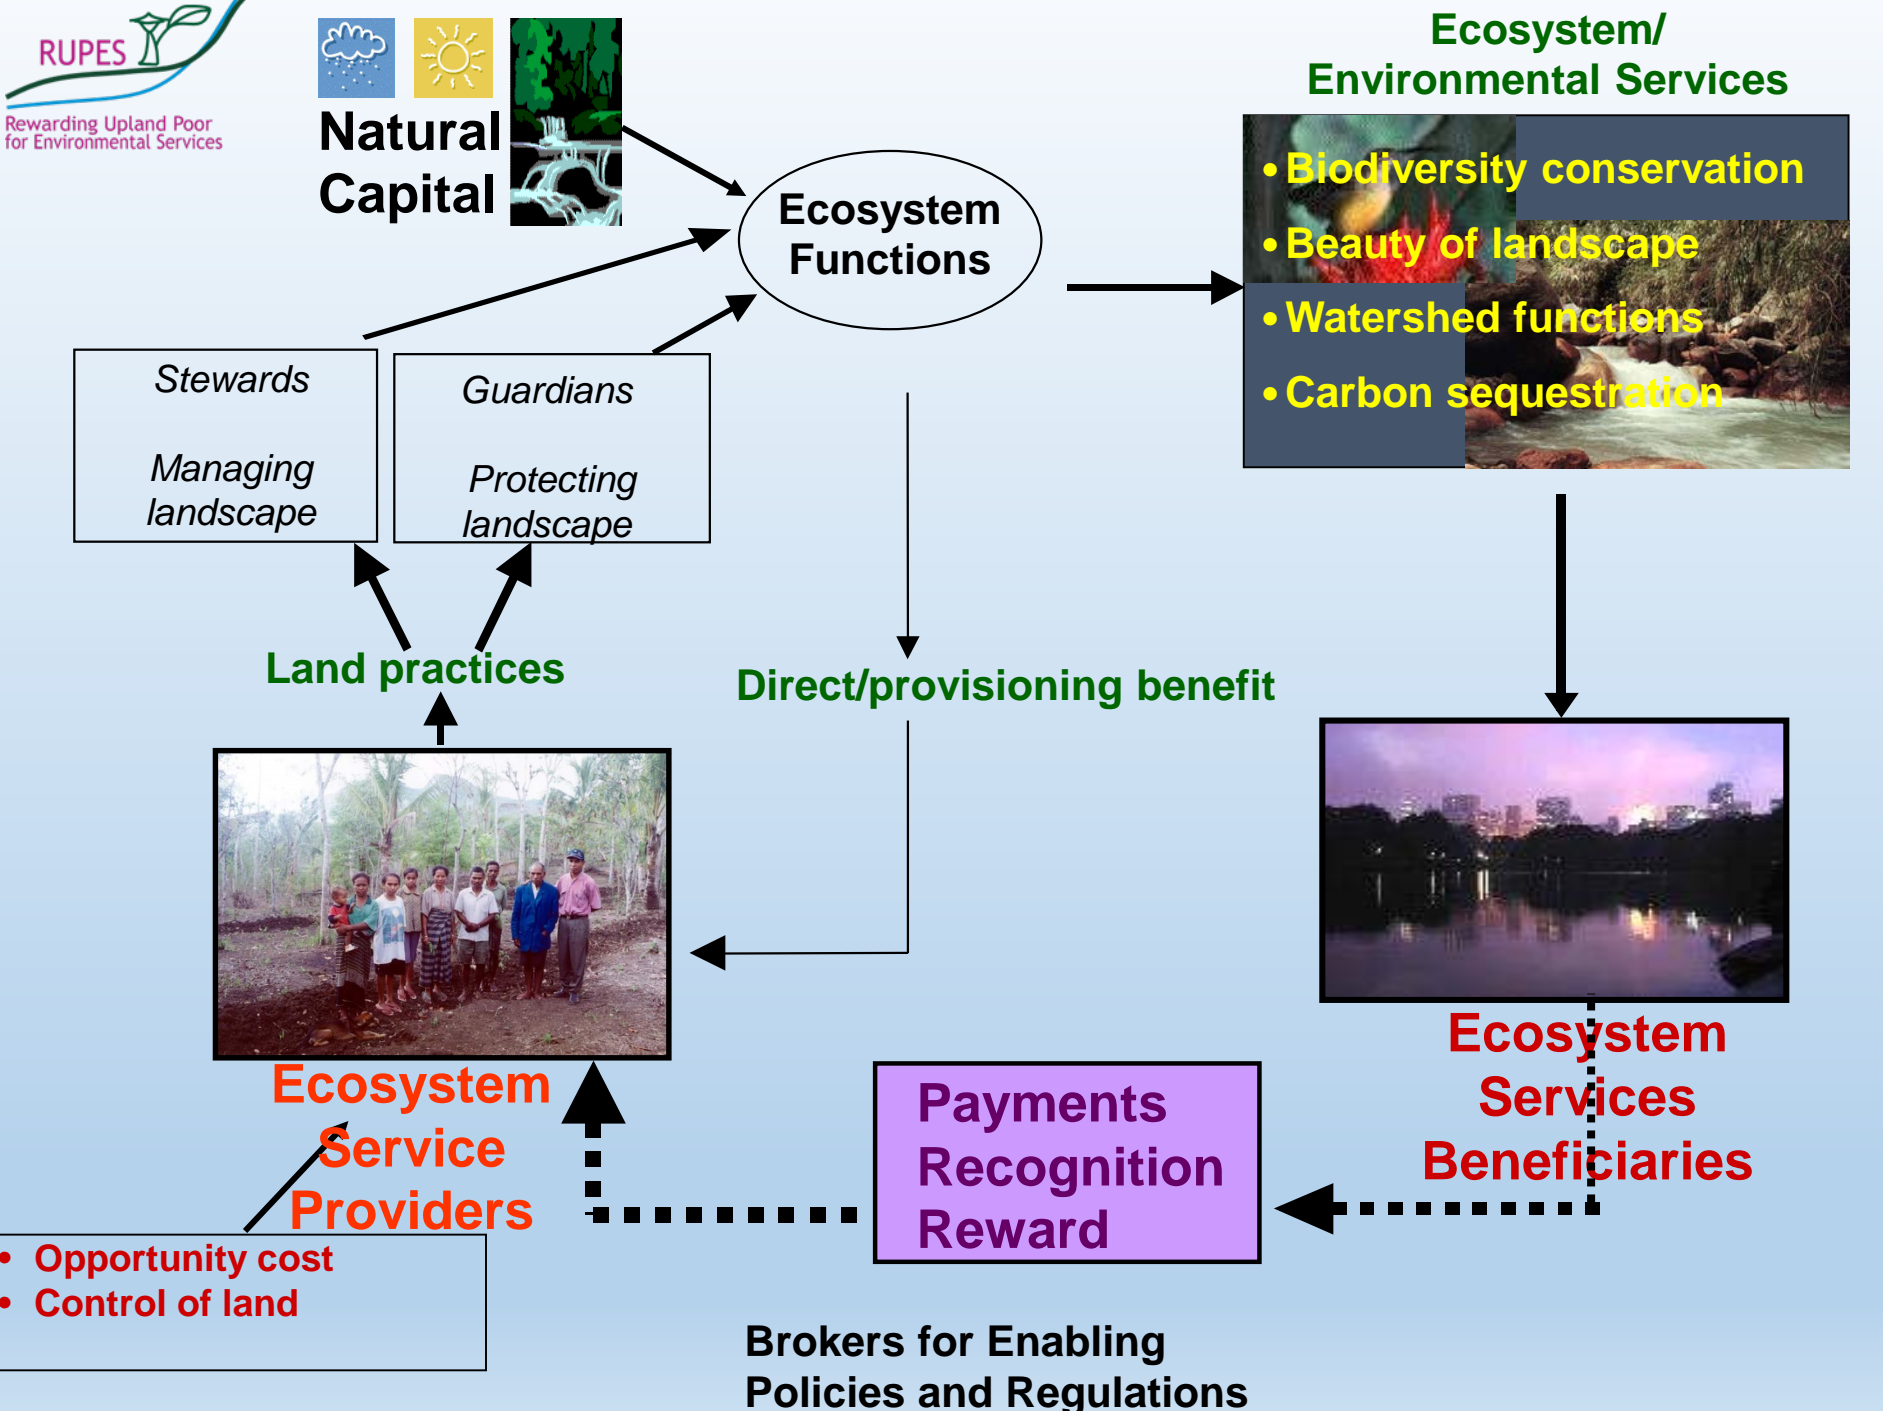 RUPES
Rewarding Upland Poor
for Environmental Services
Natural
Capital
Ecosystem
Functions
Ecosystem/
Environmental Services
• Biodiversity conservation
• Beauty of landscape
• Watershed functions
• Carbon sequestration
Stewards
Managing
landscape
Guardians
Protecting
landscape
Land practices
Direct/provisioning benefit
Ecosystem
Service
Providers
Payments
Recognition
Reward
Ecosystem
Services
Beneficiaries
• Opportunity cost
• Control of land
Brokers for Enabling
Policies and Regulations